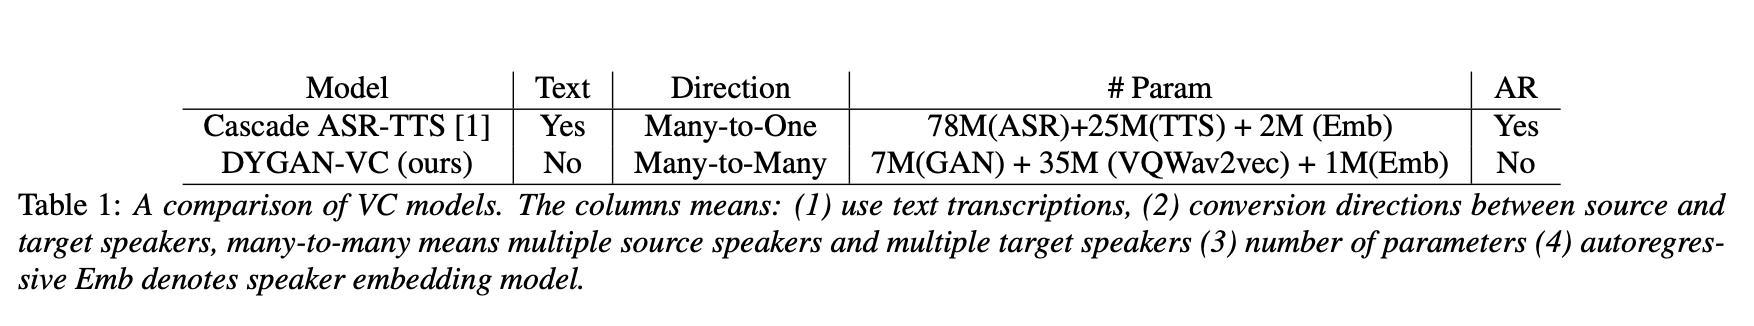 Model Text Direction # Param AR
Cascade ASR-TTS [1] Yes Many-to-One 78M(ASR)+25M(TTS) + 2M (Emb) Yes
DYGAN-VC (ours) No Many-to-Many 7M(GAN) + 35M (VQWav2vec) + 1M(Emb) No
Table 1: A comparison of VC models. The columns means: (1) use text transcriptions, (2) conversion directions between source and
target speakers, many-to-many means multiple source speakers and multiple target speakers (3) number of parameters (4) autoregres-
sive Emb denotes speaker embedding model.